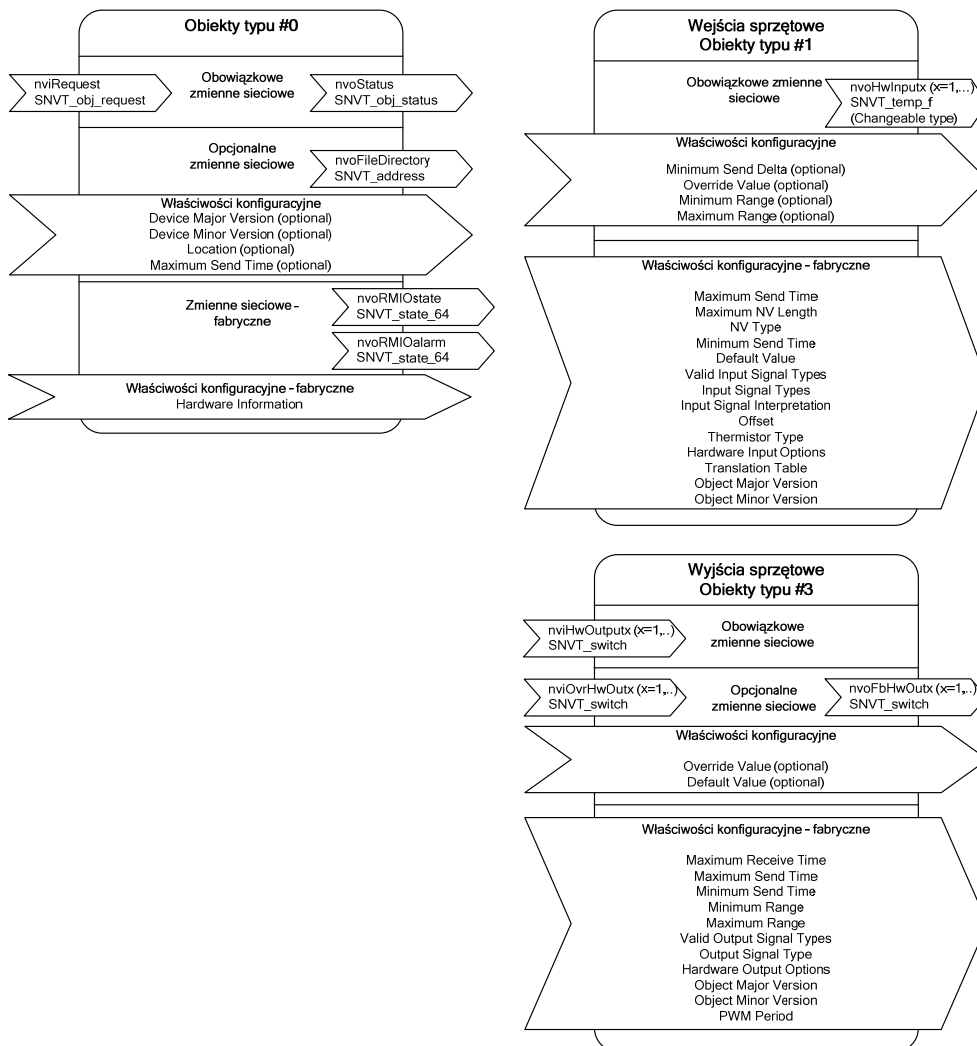 Obiekty typu #0
nviRequest
SNVT_obj_request
Obowiązkowe
zmienne sieciowe
nvoStatus
SNVT_obj_status
Opcjonalne
zmienne sieciowe
nvoFileDirectory
SNVT_address
Właściwości konfiguracyjne
Device Major Version (optional)
Device Minor Version (optional)
Location (optional)
Maximum Send Time (optional)
Zmienne sieciowe –
fabryczne
nvoRMIOstate
SNVT_state_64
nvoRMIOalarm
SNVT_state_64
Właściwości konfiguracyjne – fabryczne
Hardware Information
Wejścia sprzętowe
Obiekty typu #1
Obowiązkowe zmienne
sieciowe
nvoHwInputx (x=1,...)
SNVT_temp_f
(Changeable type)
Właściwości konfiguracyjne
Minimum Send Delta (optional)
Override Value (optional)
Minimum Range (optional)
Maximum Range (optional)
Właściwości konfiguracyjne – fabryczne
Maximum Send Time
Maximum NV Length
NV Type
Minimum Send Time
Default Value
Valid Input Signal Types
Input Signal Types
Input Signal Interpretation
Offset
Thermistor Type
Hardware Input Options
Translation Table
Object Major Version
Object Minor Version
Wyjścia sprzętowe
Obiekty typu #3
nviHwOutputx (x=1,..)
SNVT_switch
Obowiązkowe
zmienne sieciowe
nviOvrHwOutx (x=1,..)
SNVT_switch
Opcjonalne
zmienne sieciowe
nvoFbHwOutx (x=1,..)
SNVT_switch
Właściwości konfiguracyjne
Override Value (optional)
Default Value (optional)
Właściwości konfiguracyjne – fabryczne
Maximum Receive Time
Maximum Send Time
Minimum Send Time
Minimum Range
Maximum Range
Valid Output Signal Types
Output Signal Type
Hardware Output Options
Object Major Version
Object Minor Version
PWM Period